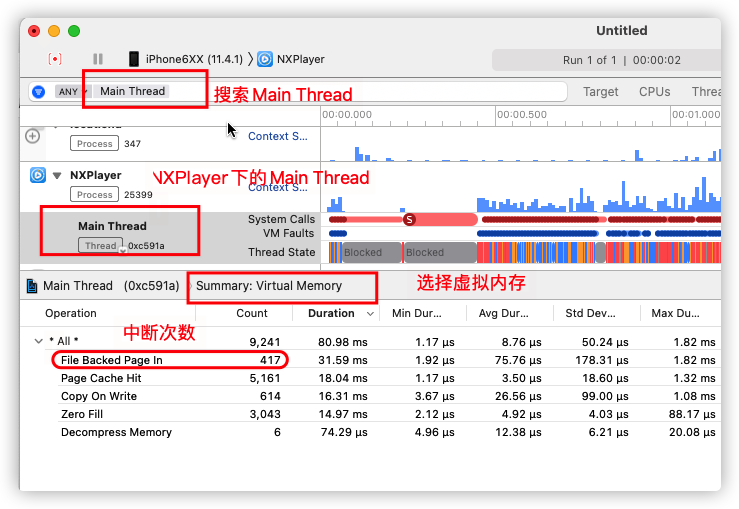 Untitled
iPhone6XX (11.4.1) 〉 NXPlayer
Run 1 of 1 | 00:00:02
ANY Main Thread
搜索 Main Thread
Target CPUs Threa
00:00.000 00:00.500 00:01.000
Process 347
Context S...
NXPlayer
Process 25399
Context S...
NXPlayer 下的 Main Thread
Main Thread
Thread 0xc591a
System Calls
S
VM Faults
Thread State
Blocked Blocked
Main Thread (0xc591a) Summary: Virtual Memory
选择虚拟内存
Operation Count Duration Min Dur... Avg Dur... Std Dev... Max Du...
中断次数
* All * 9,241 80.98 ms 1.17 µs 8.76 µs 50.24 µs 1.82 ms
File Backed Page In 417 31.59 ms 1.92 µs 75.76 µs 178.31 µs 1.82 ms
Page Cache Hit 5,161 18.04 ms 1.17 µs 3.50 µs 18.60 µs 1.32 ms
Copy On Write 614 16.31 ms 3.67 µs 26.56 µs 99.00 µs 1.08 ms
Zero Fill 3,043 14.97 ms 2.12 µs 4.92 µs 4.03 µs 88.17 µs
Decompress Memory 6 74.29 µs 4.96 µs 12.38 µs 6.21 µs 20.08 µs